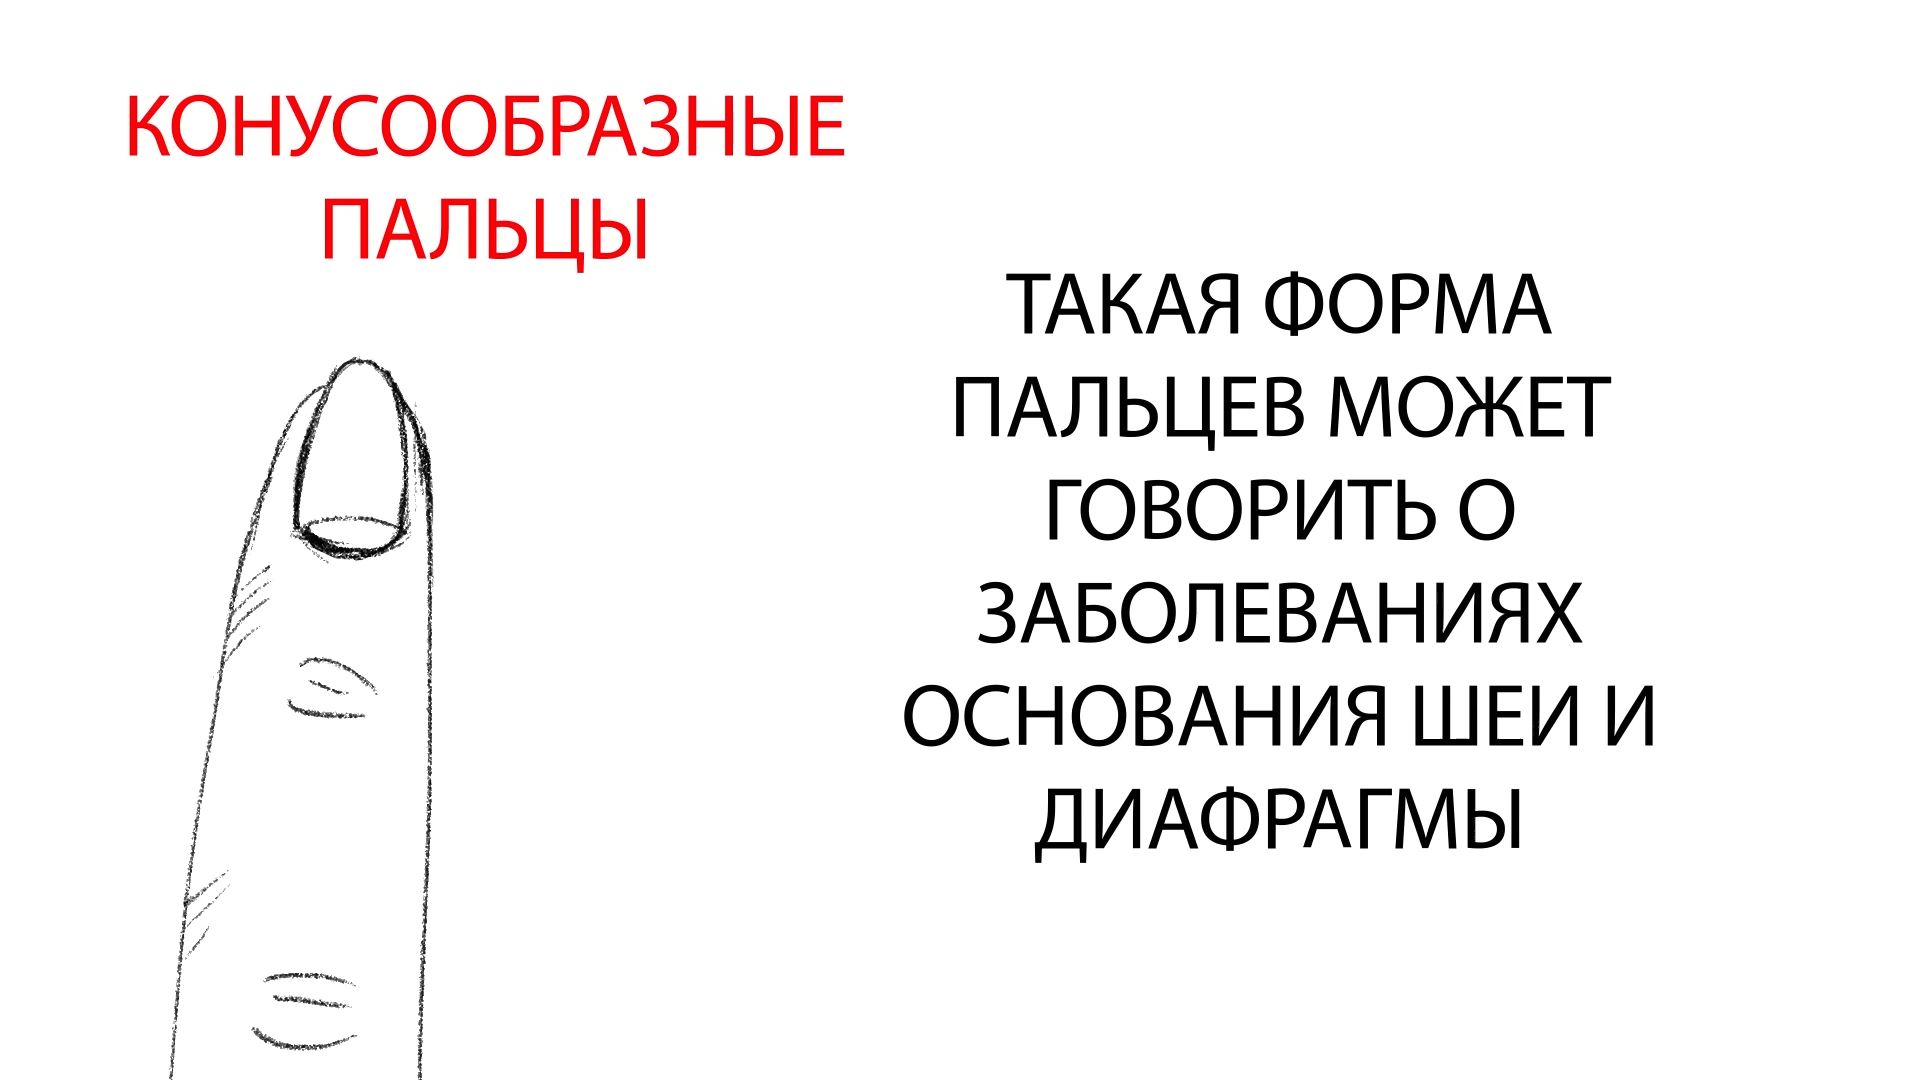 КОНУСООБРАЗНЫЕ
ПАЛЬЦЫ
ТАКАЯ ФОРМА
ПАЛЬЦЕВ МОЖЕТ
ГОВОРИТЬ О
ЗАБОЛЕВАНИЯХ
ОСНОВАНИЯ ШЕИ И
ДИАФРАГМЫ